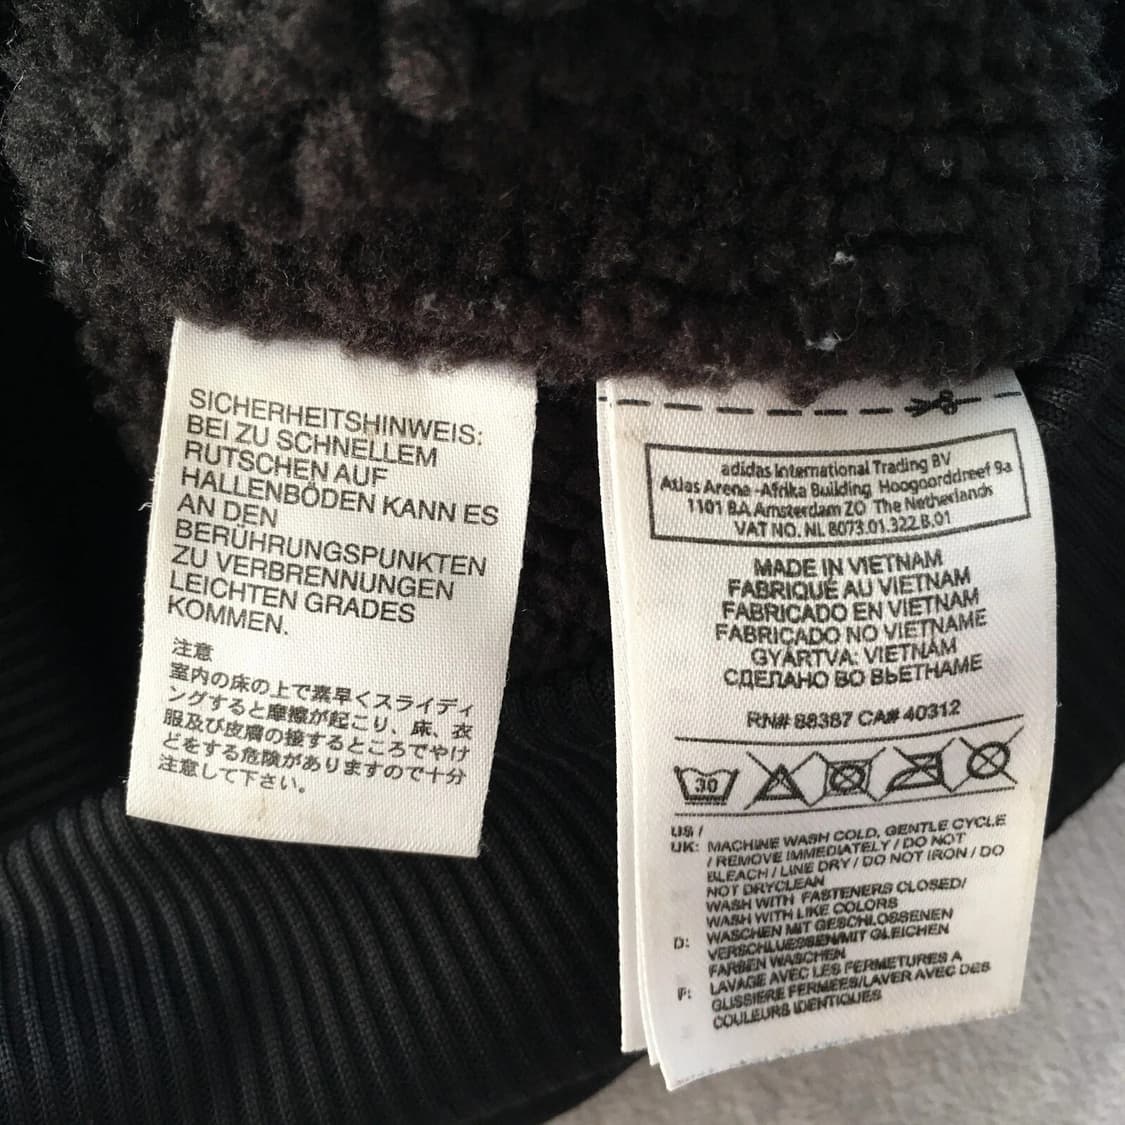 SICHERHEITSHINWEIS:
BEI ZU SCHNELLEM
RUTSCHEN AUF
HALLENBÖDEN KANN ES
AN DEN
BERÜHRUNGSPUNKTEN
ZU VERBRENNUNGEN
LEICHTEN GRADES
KOMMEN.
注意
室内の床の上で素早くスライディ
ングすると摩擦が起こり、床、衣
服及び皮膚の接するところでやけ
どをする危険がありますので十分
注意して下さい。
adidas International Trading BV
Atlas Arena -Afrika Building Hoogoorddreef 9a
1101 BA Amsterdam ZO The Netherlands
VAT NO. NL 8073.01.322.B.01
MADE IN VIETNAM
FABRIQUÉ AU VIETNAM
FABRICADO EN VIETNAM
FABRICADO NO VIETNAME
GYÁRTVA: VIETNÁM
СДЕЛАНО ВО ВЬЕТНАМЕ
RN# 88387 CA# 40312
30
US /
UK: MACHINE WASH COLD, GENTLE CYCLE
/ REMOVE IMMEDIATELY / DO NOT
BLEACH / LINE DRY / DO NOT IRON / DO
NOT DRYCLEAN
WASH WITH FASTENERS CLOSED/
WASH WITH LIKE COLORS
D: WASCHEN MIT GESCHLOSSENEN
VERSCHLUESSEN/MIT GLEICHEN
FARBEN WASCHEN
F: LAVAGE AVEC LES FERMETURES A
GLISSIERE FERMEES/LAVER AVEC DES
COULEURS IDENTIQUES